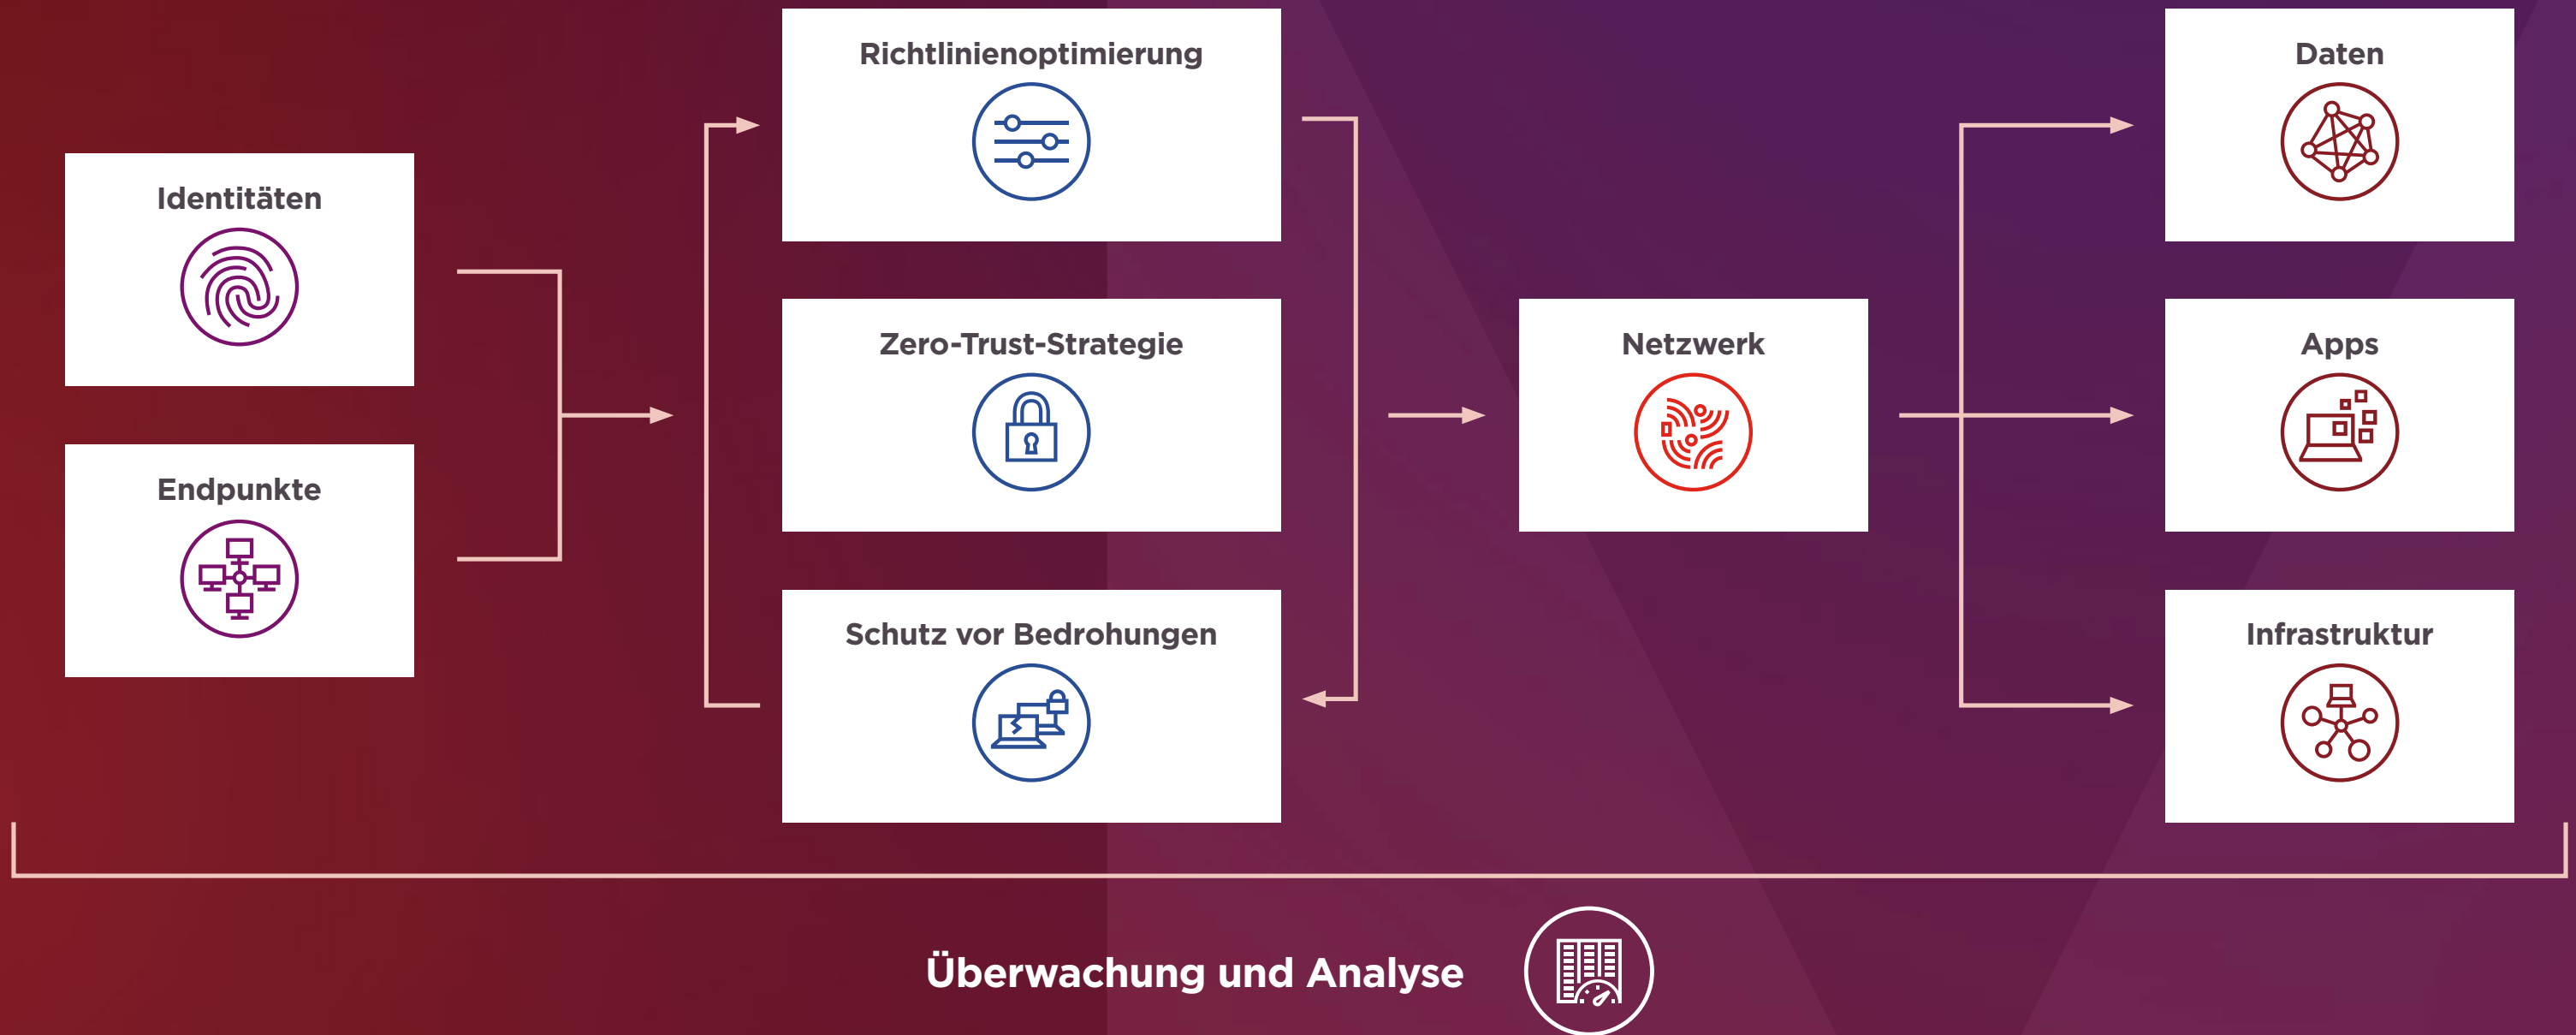 Identitäten
Endpunkte
Richtlinienoptimierung
Zero-Trust-Strategie
Schutz vor Bedrohungen
Netzwerk
Daten
Apps
Infrastruktur
Überwachung und Analyse